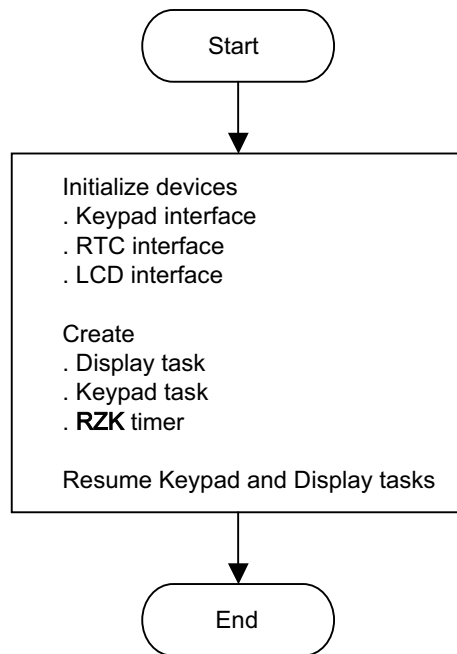 Start
Initialize devices
. Keypad interface
. RTC interface
. LCD interface
Create
. Display task
. Keypad task
. RZK timer
Resume Keypad and Display tasks
End